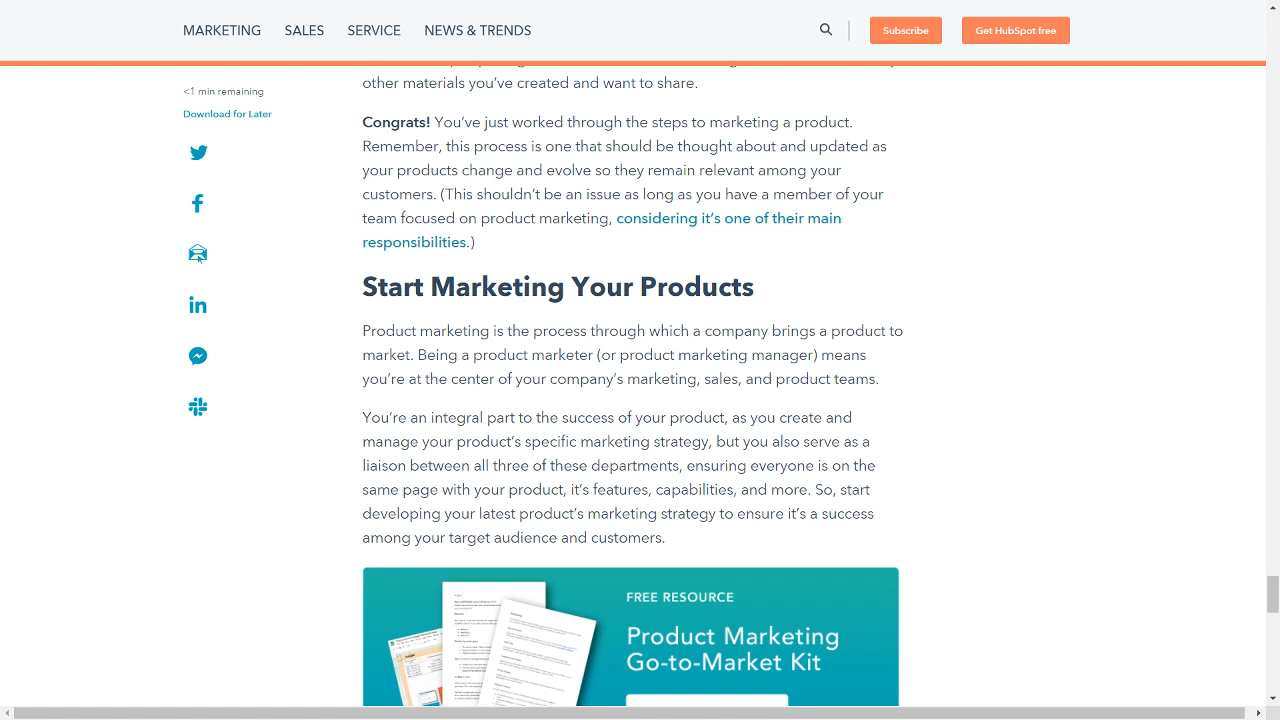 MARKETING SALES SERVICE NEWS & TRENDS
Subscribe
Get HubSpot free
<1 min remaining
Download for Later
other materials you've created and want to share.
Congrats! You've just worked through the steps to marketing a product.
Remember, this process is one that should be thought about and updated as
your products change and evolve so they remain relevant among your
customers. (This shouldn't be an issue as long as you have a member of your
team focused on product marketing, considering it's one of their main
responsibilities.)
Start Marketing Your Products
Product marketing is the process through which a company brings a product to
market. Being a product marketer (or product marketing manager) means
you're at the center of your company's marketing, sales, and product teams.
You're an integral part to the success of your product, as you create and
manage your product's specific marketing strategy, but you also serve as a
liaison between all three of these departments, ensuring everyone is on the
same page with your product, it's features, capabilities, and more. So, start
developing your latest product's marketing strategy to ensure it's a success
among your target audience and customers.
FREE RESOURCE
Product Marketing
Go-to-Market Kit